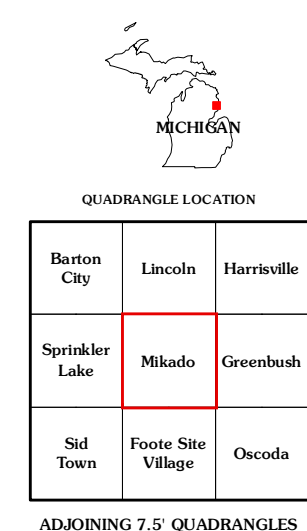 MICHIGAN
QUADRANGLE LOCATION
Barton
City
Lincoln
Harrisville
Sprinkler
Lake
Mikado
Greenbush
Sid
Town
Foote Site
Village
Oscoda
ADJOINING 7.5' QUADRANGLES